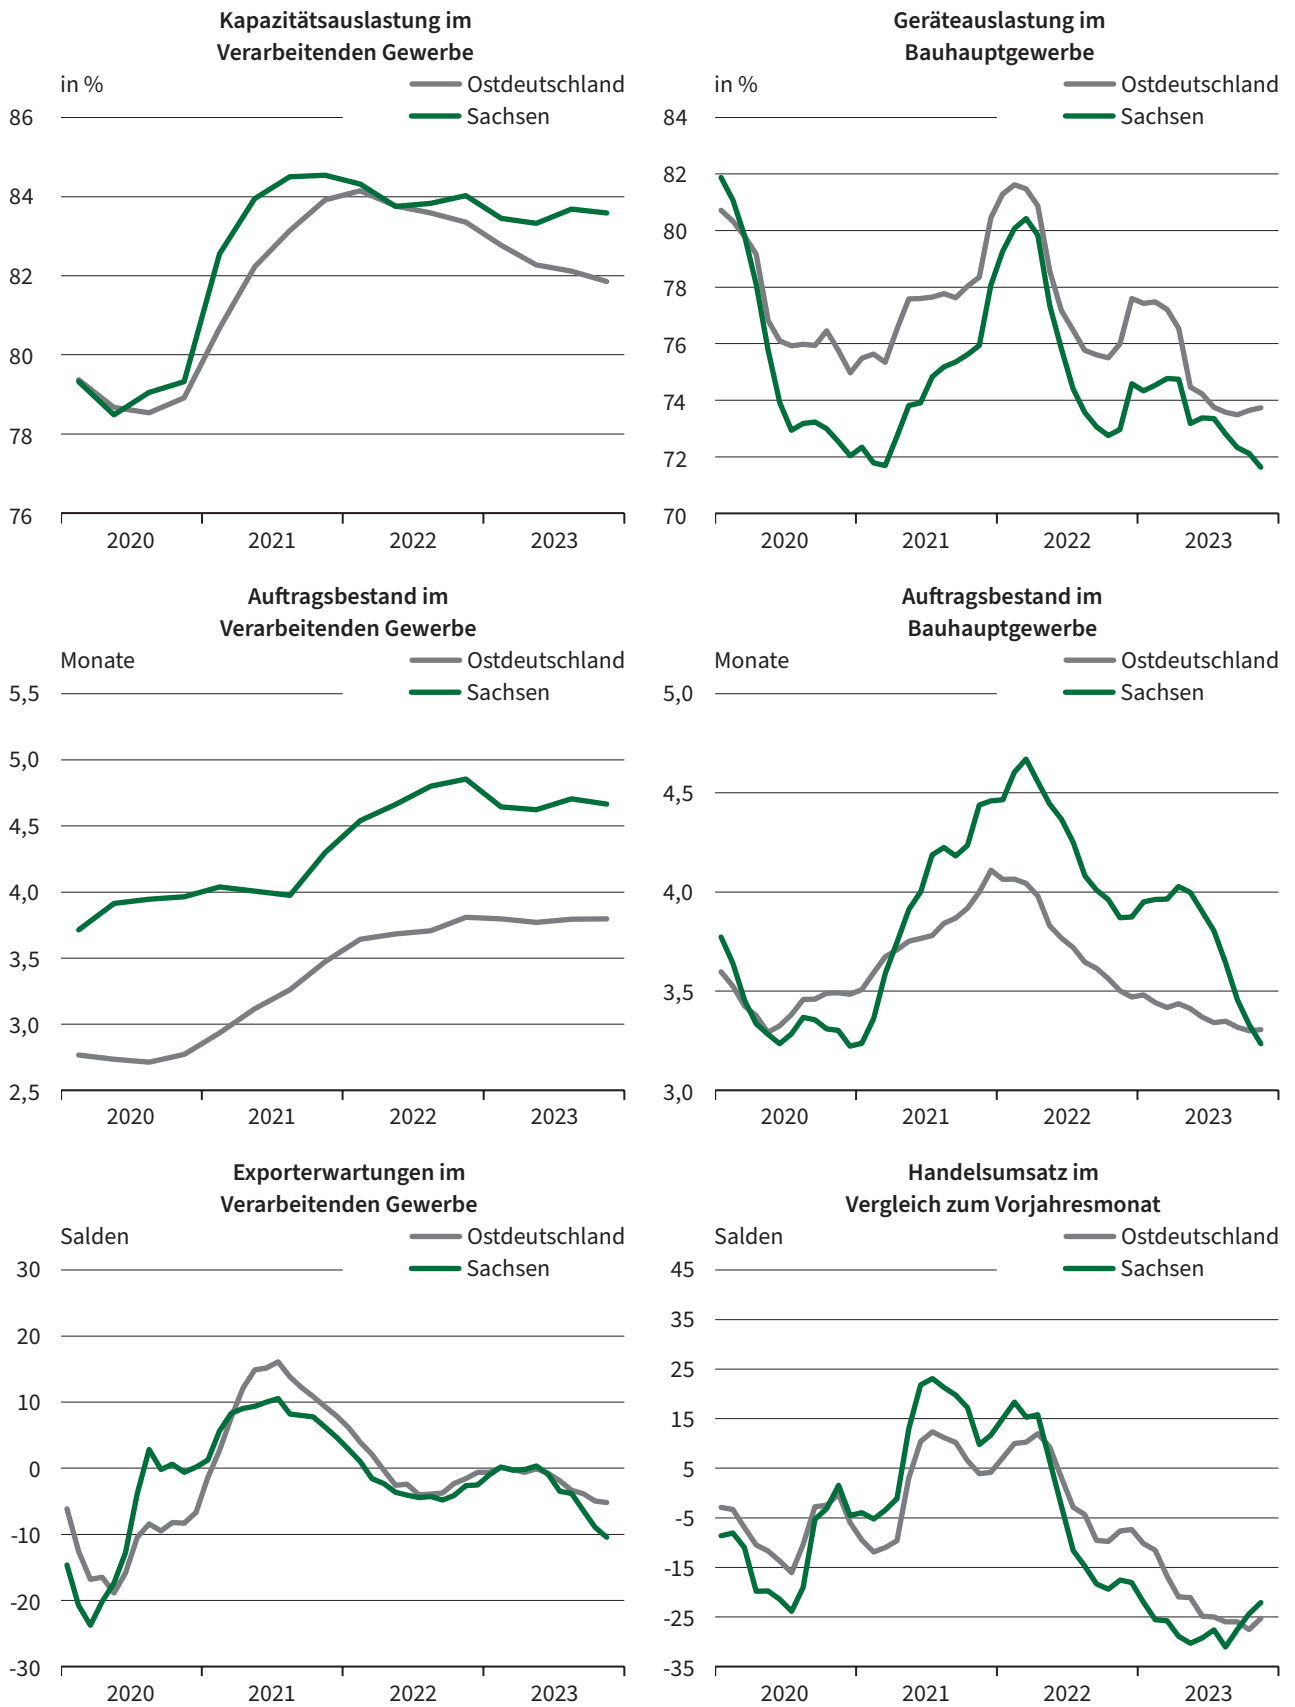 Kapazitätsauslastung im
Verarbeitenden Gewerbe
in %
Ostdeutschland
Sachsen
86
84
82
80
78
76
2020
2021
2022
2023
Geräteauslastung im
Bauhauptgewerbe
in %
Ostdeutschland
Sachsen
84
82
80
78
76
74
72
70
2020
2021
2022
2023
Auftragsbestand im
Verarbeitenden Gewerbe
Monate
Ostdeutschland
Sachsen
5,5
5,0
4,5
4,0
3,5
3,0
2,5
2020
2021
2022
2023
Auftragsbestand im
Bauhauptgewerbe
Monate
Ostdeutschland
Sachsen
5,0
4,5
4,0
3,5
3,0
2020
2021
2022
2023
Exporterwartungen im
Verarbeitenden Gewerbe
Salden
Ostdeutschland
Sachsen
30
20
10
0
-10
-20
-30
2020
2021
2022
2023
Handelsumsatz im
Vergleich zum Vorjahresmonat
Salden
Ostdeutschland
Sachsen
45
35
25
15
5
-5
-15
-25
-35
2020
2021
2022
2023